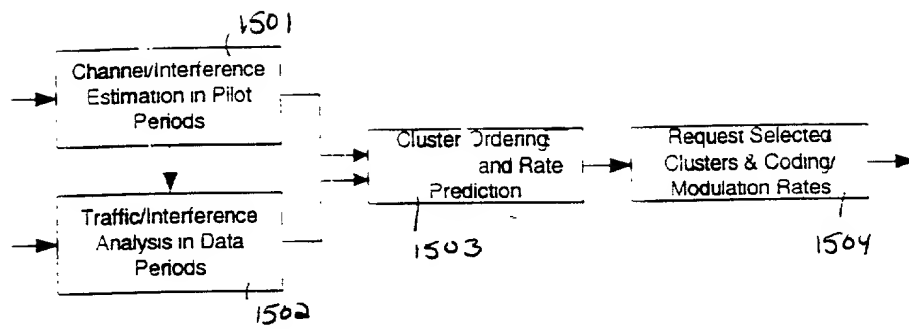 1501
Channel/Interference
Estimation in Pilot
Periods
Traffic/Interference
Analysis in Data
Periods
1502
Cluster Ordering
and Rate
Prediction
1503
Request Selected
Clusters & Coding/
Modulation Rates
1504